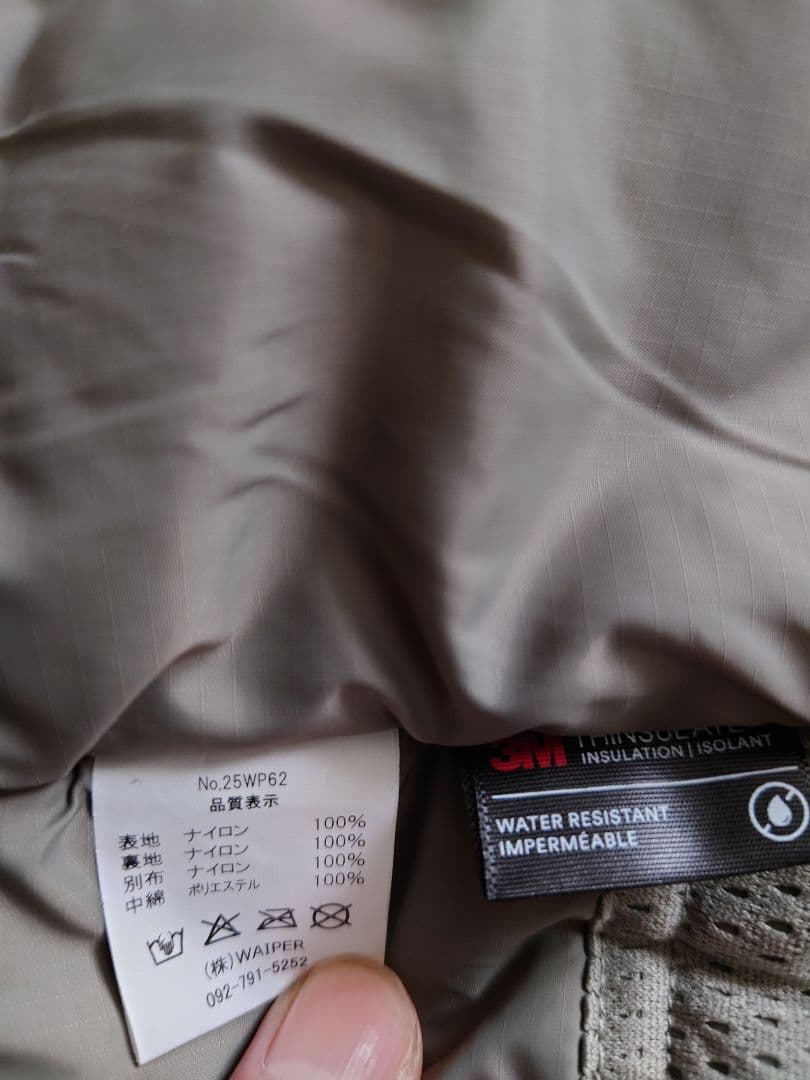 No.25WP62
品質表示
表地 ナイロン 100%
裏地 ナイロン 100%
別布 ナイロン 100%
中綿 ポリエステル 100%
(株)WAIPER
092-791-5252
3M THINSULATE
INSULATION | ISOLANT
WATER RESISTANT
IMPERMÉABLE